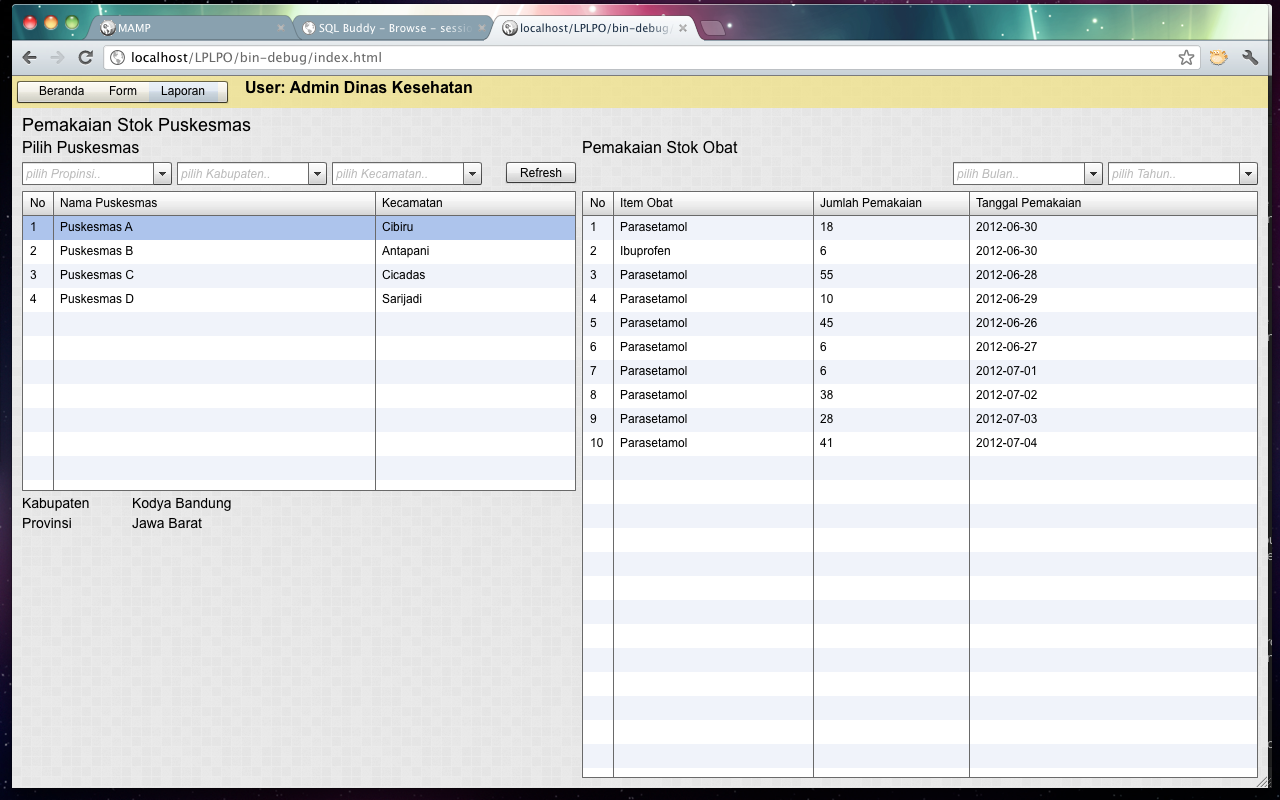 MAMP
SQL Buddy – Browse – sessio
localhost/LPLPO/bin-debug/
localhost/LPLPO/bin-debug/index.html
Beranda Form Laporan User: Admin Dinas Kesehatan
Pemakaian Stok Puskesmas
Pilih Puskesmas
pilih Propinsi.. pilih Kabupaten.. pilih Kecamatan.. Refresh
No Nama Puskesmas Kecamatan
1 Puskesmas A Cibiru
2 Puskesmas B Antapani
3 Puskesmas C Cicadas
4 Puskesmas D Sarijadi
Kabupaten Kodya Bandung
Provinsi Jawa Barat
Pemakaian Stok Obat
pilih Bulan.. pilih Tahun..
No Item Obat Jumlah Pemakaian Tanggal Pemakaian
1 Parasetamol 18 2012-06-30
2 Ibuprofen 6 2012-06-30
3 Parasetamol 55 2012-06-28
4 Parasetamol 10 2012-06-29
5 Parasetamol 45 2012-06-26
6 Parasetamol 6 2012-06-27
7 Parasetamol 6 2012-07-01
8 Parasetamol 38 2012-07-02
9 Parasetamol 28 2012-07-03
10 Parasetamol 41 2012-07-04